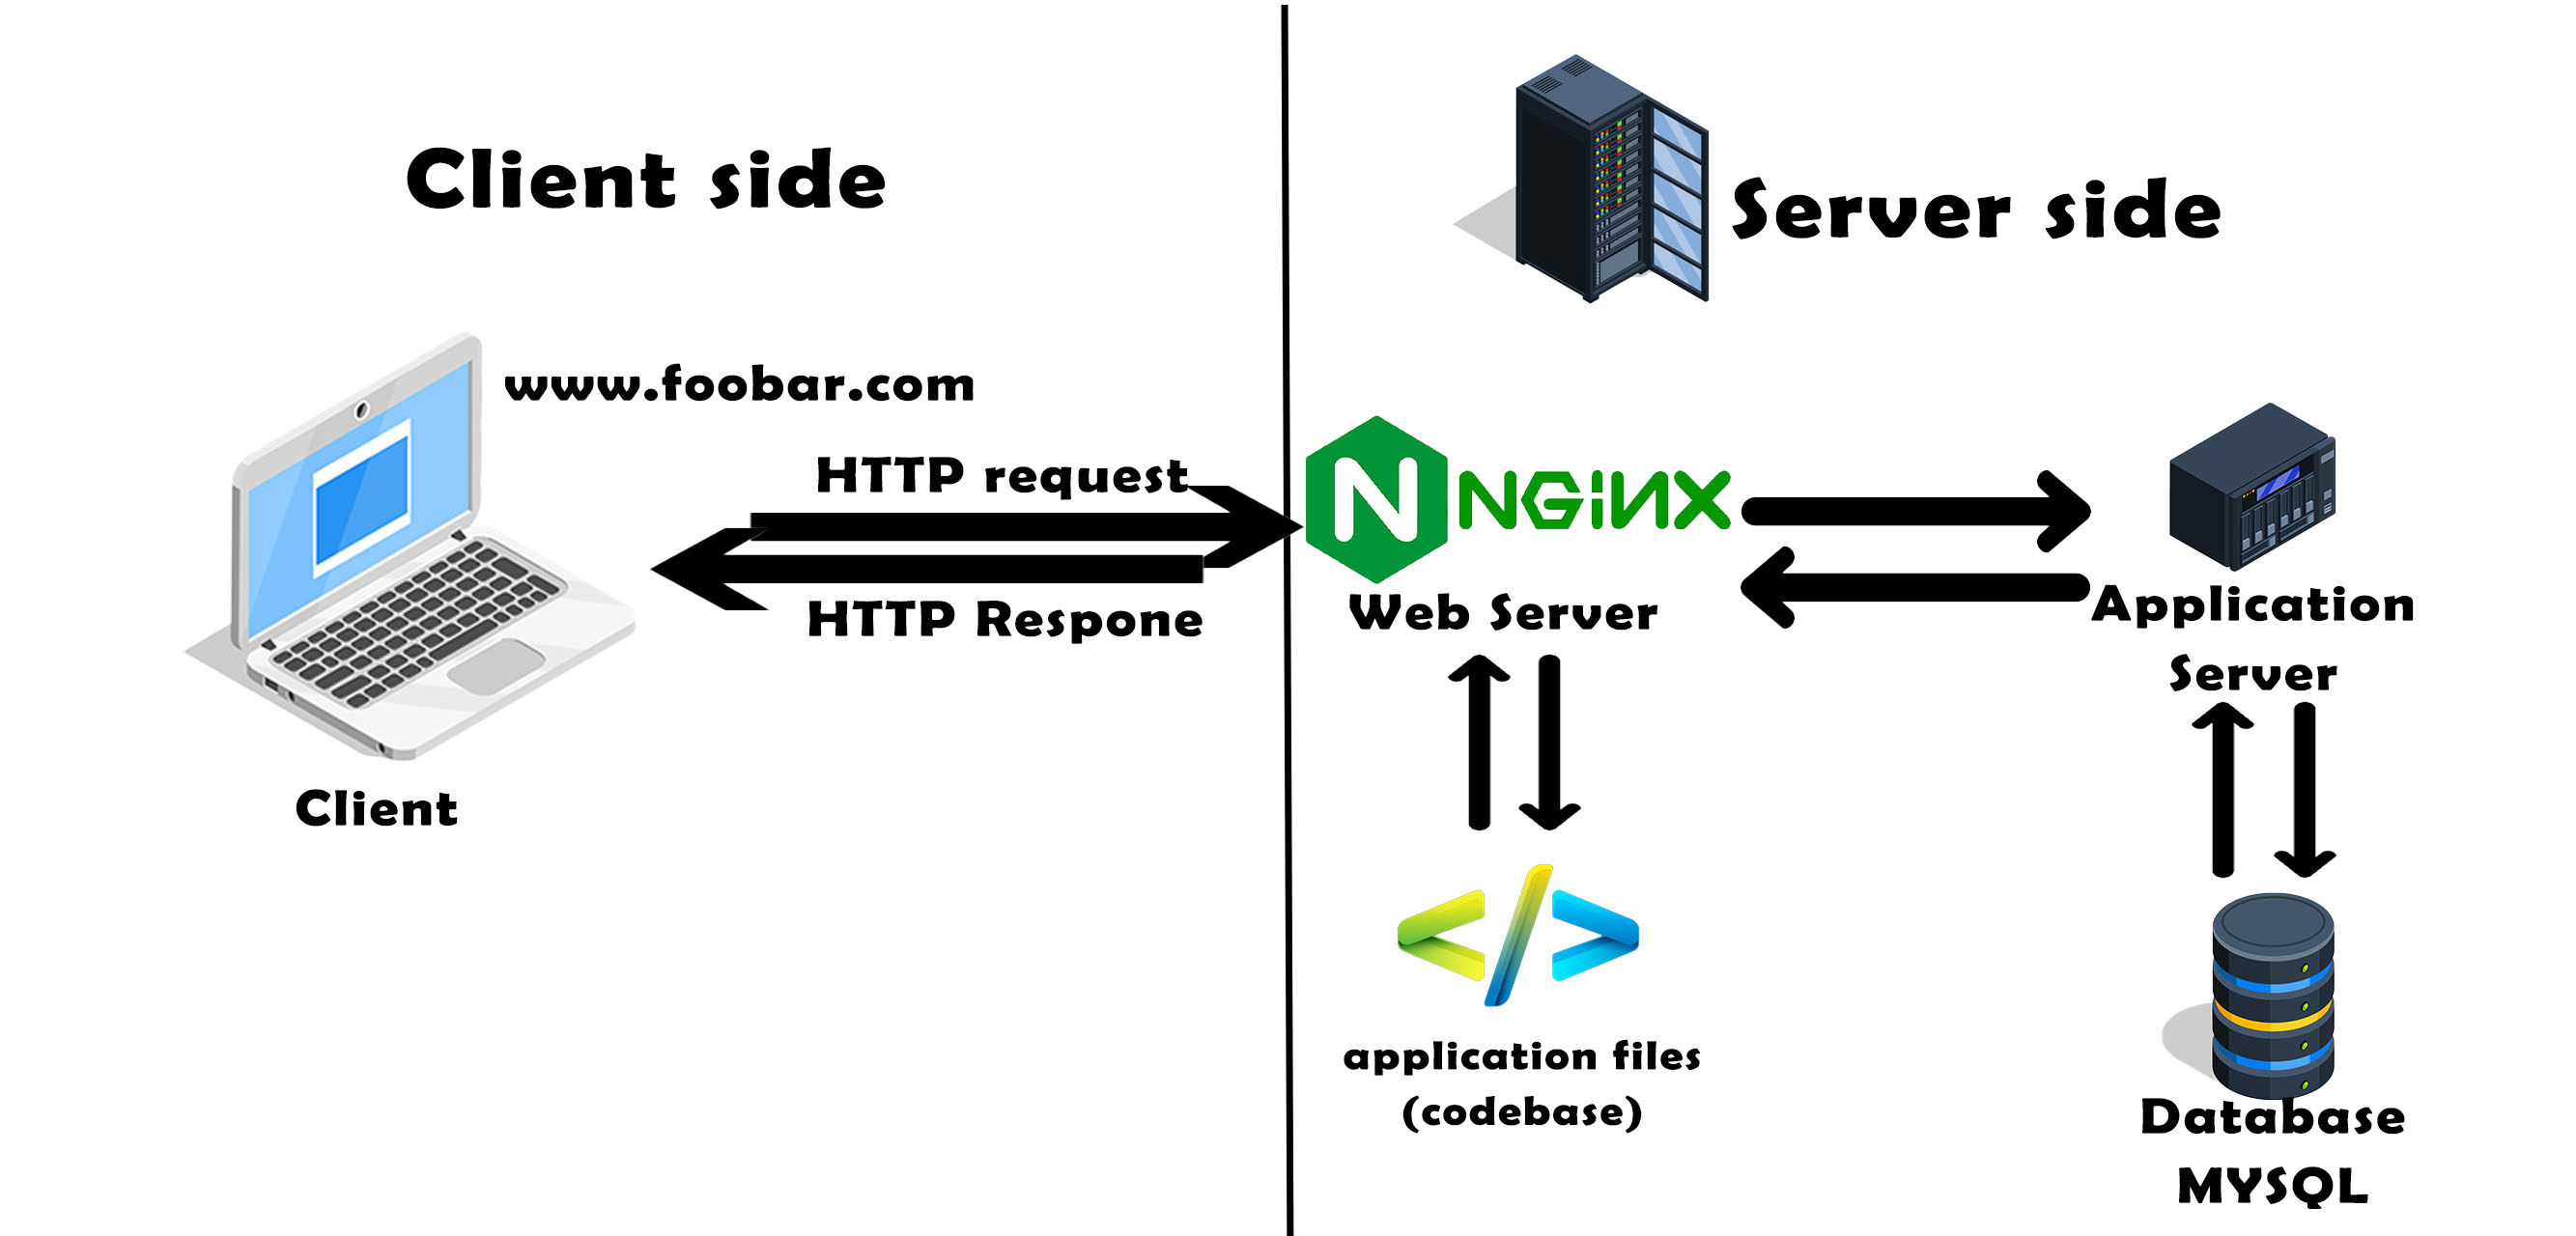 Client side
Server side
www.foobar.com
HTTP request
HTTP Respone
Client
N NGiNX
Web Server
Application
Server
application files
(codebase)
Database
MYSQL